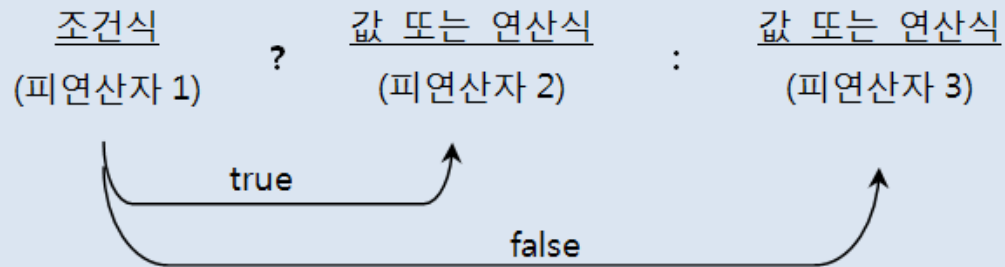 조건식 ? 값 또는 연산식 : 값 또는 연산식
(피연산자 1) (피연산자 2) (피연산자 3)
true
false